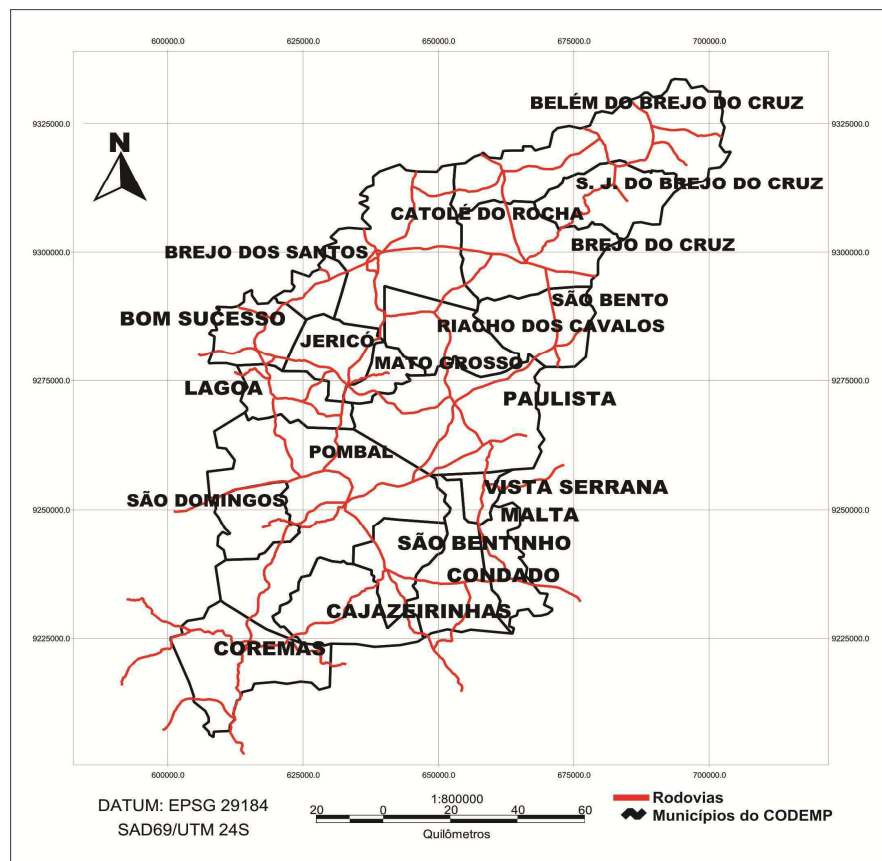 600000.0 625000.0 650000.0 675000.0 700000.0
N
BELÉM DO BREJO DO CRUZ
9325000.0 9325000.0
S. J. DO BREJO DO CRUZ
CATOLÉ DO ROCHA
BREJO DO CRUZ
BREJO DOS SANTOS
9300000.0 9300000.0
SÃO BENTO
BOM SUCESSO
RIACHO DOS CAVALOS
JERICÓ
MATO GROSSO
9275000.0 9275000.0
LAGOA
PAULISTA
POMBAL
VISTA SERRANA
SÃO DOMINGOS
9250000.0 9250000.0
MALTA
SÃO BENTINHO
CONDADO
CAJAZEIRINHAS
9225000.0 9225000.0
COREMAS
600000.0 625000.0 650000.0 675000.0 700000.0
DATUM: EPSG 29184
SAD69/UTM 24S
1:800000
20 0 20 40 60
Quilômetros
Rodovias
Municípios do CODEMP